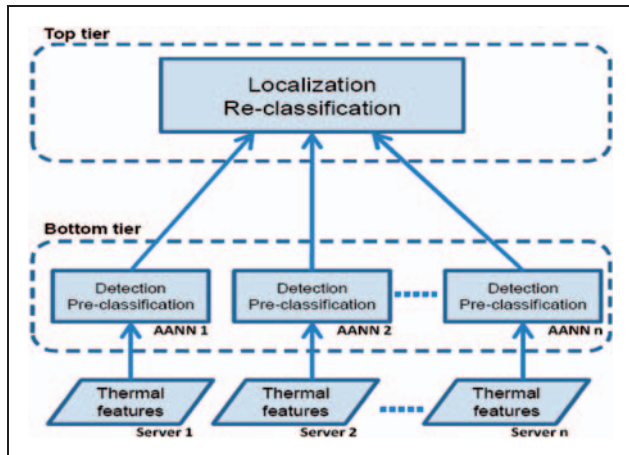 Top tier
Localization
Re-classification
Bottom tier
Detection
Pre-classification
AANN 1
Detection
Pre-classification
AANN 2
Detection
Pre-classification
AANN n
Thermal
features
Server 1
Thermal
features
Server 2
Thermal
features
Server n